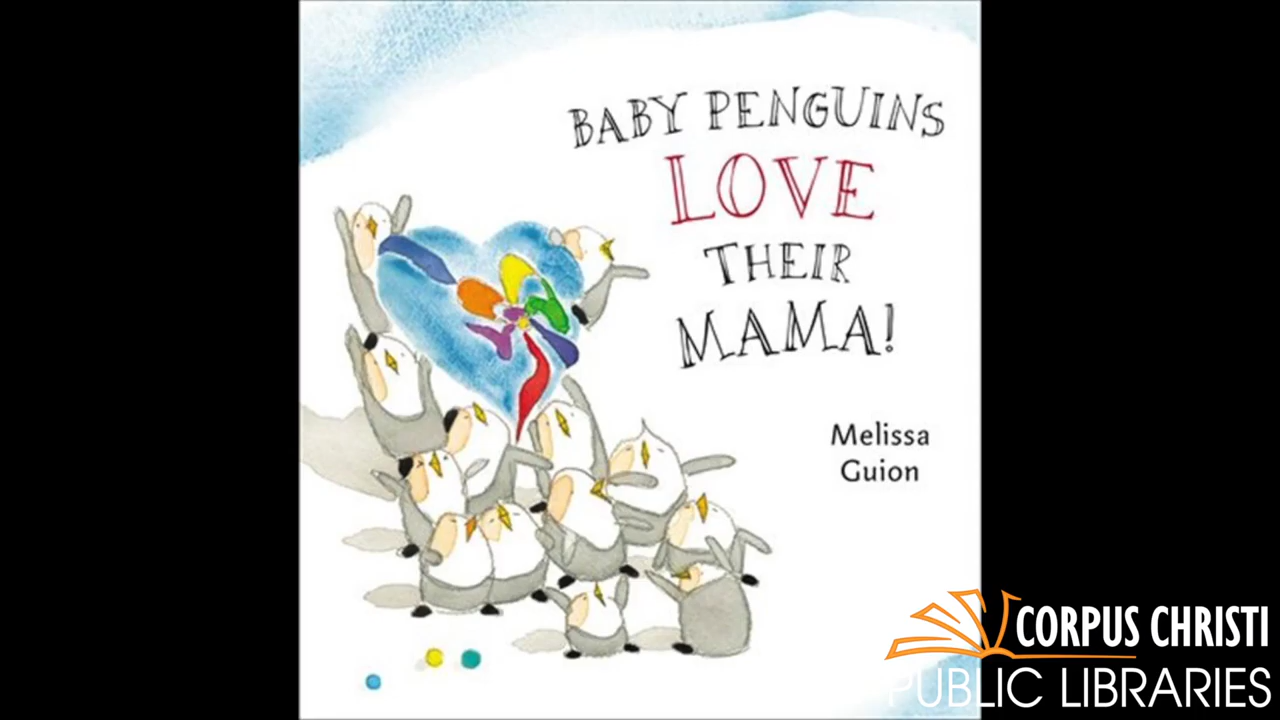 BABY PENGUINS
LOVE
THEIR
MAMA!
Melissa
Guion
CORPUS CHRISTI
PUBLIC LIBRARIES